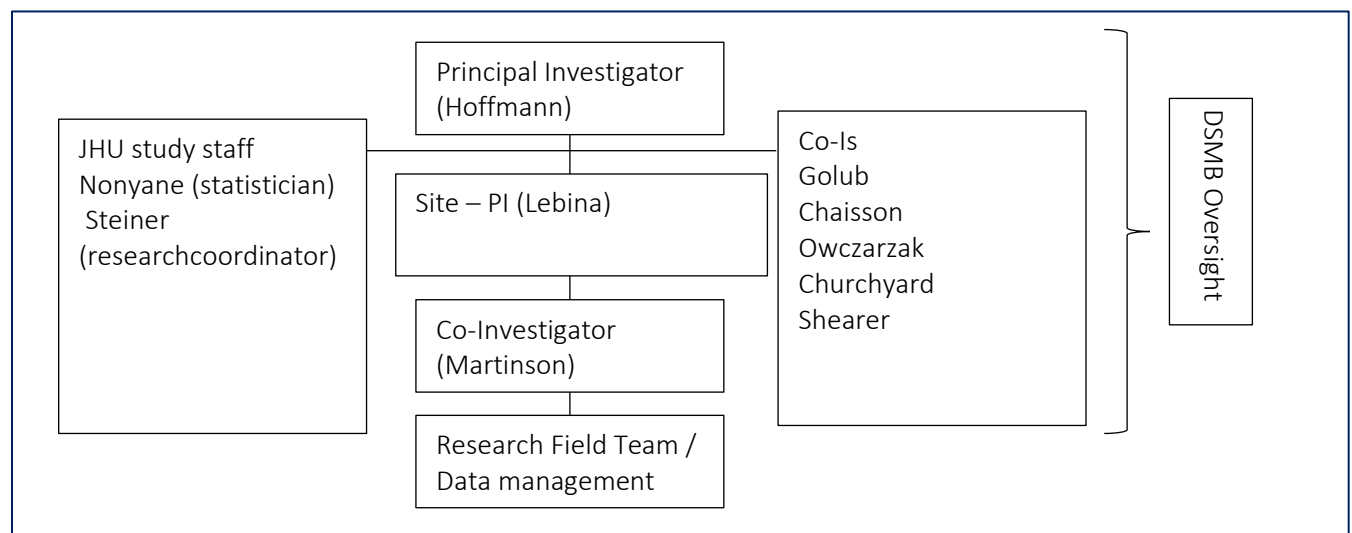 Principal Investigator
(Hoffmann)
JHU study staff
Nonyane (statistician)
Steiner
(researchcoordinator)
Site – PI (Lebina)
Co-Investigator
(Martinson)
Research Field Team /
Data management
Co-Is
Golub
Chaisson
Owczarzak
Churchyard
Shearer
DSMB Oversight